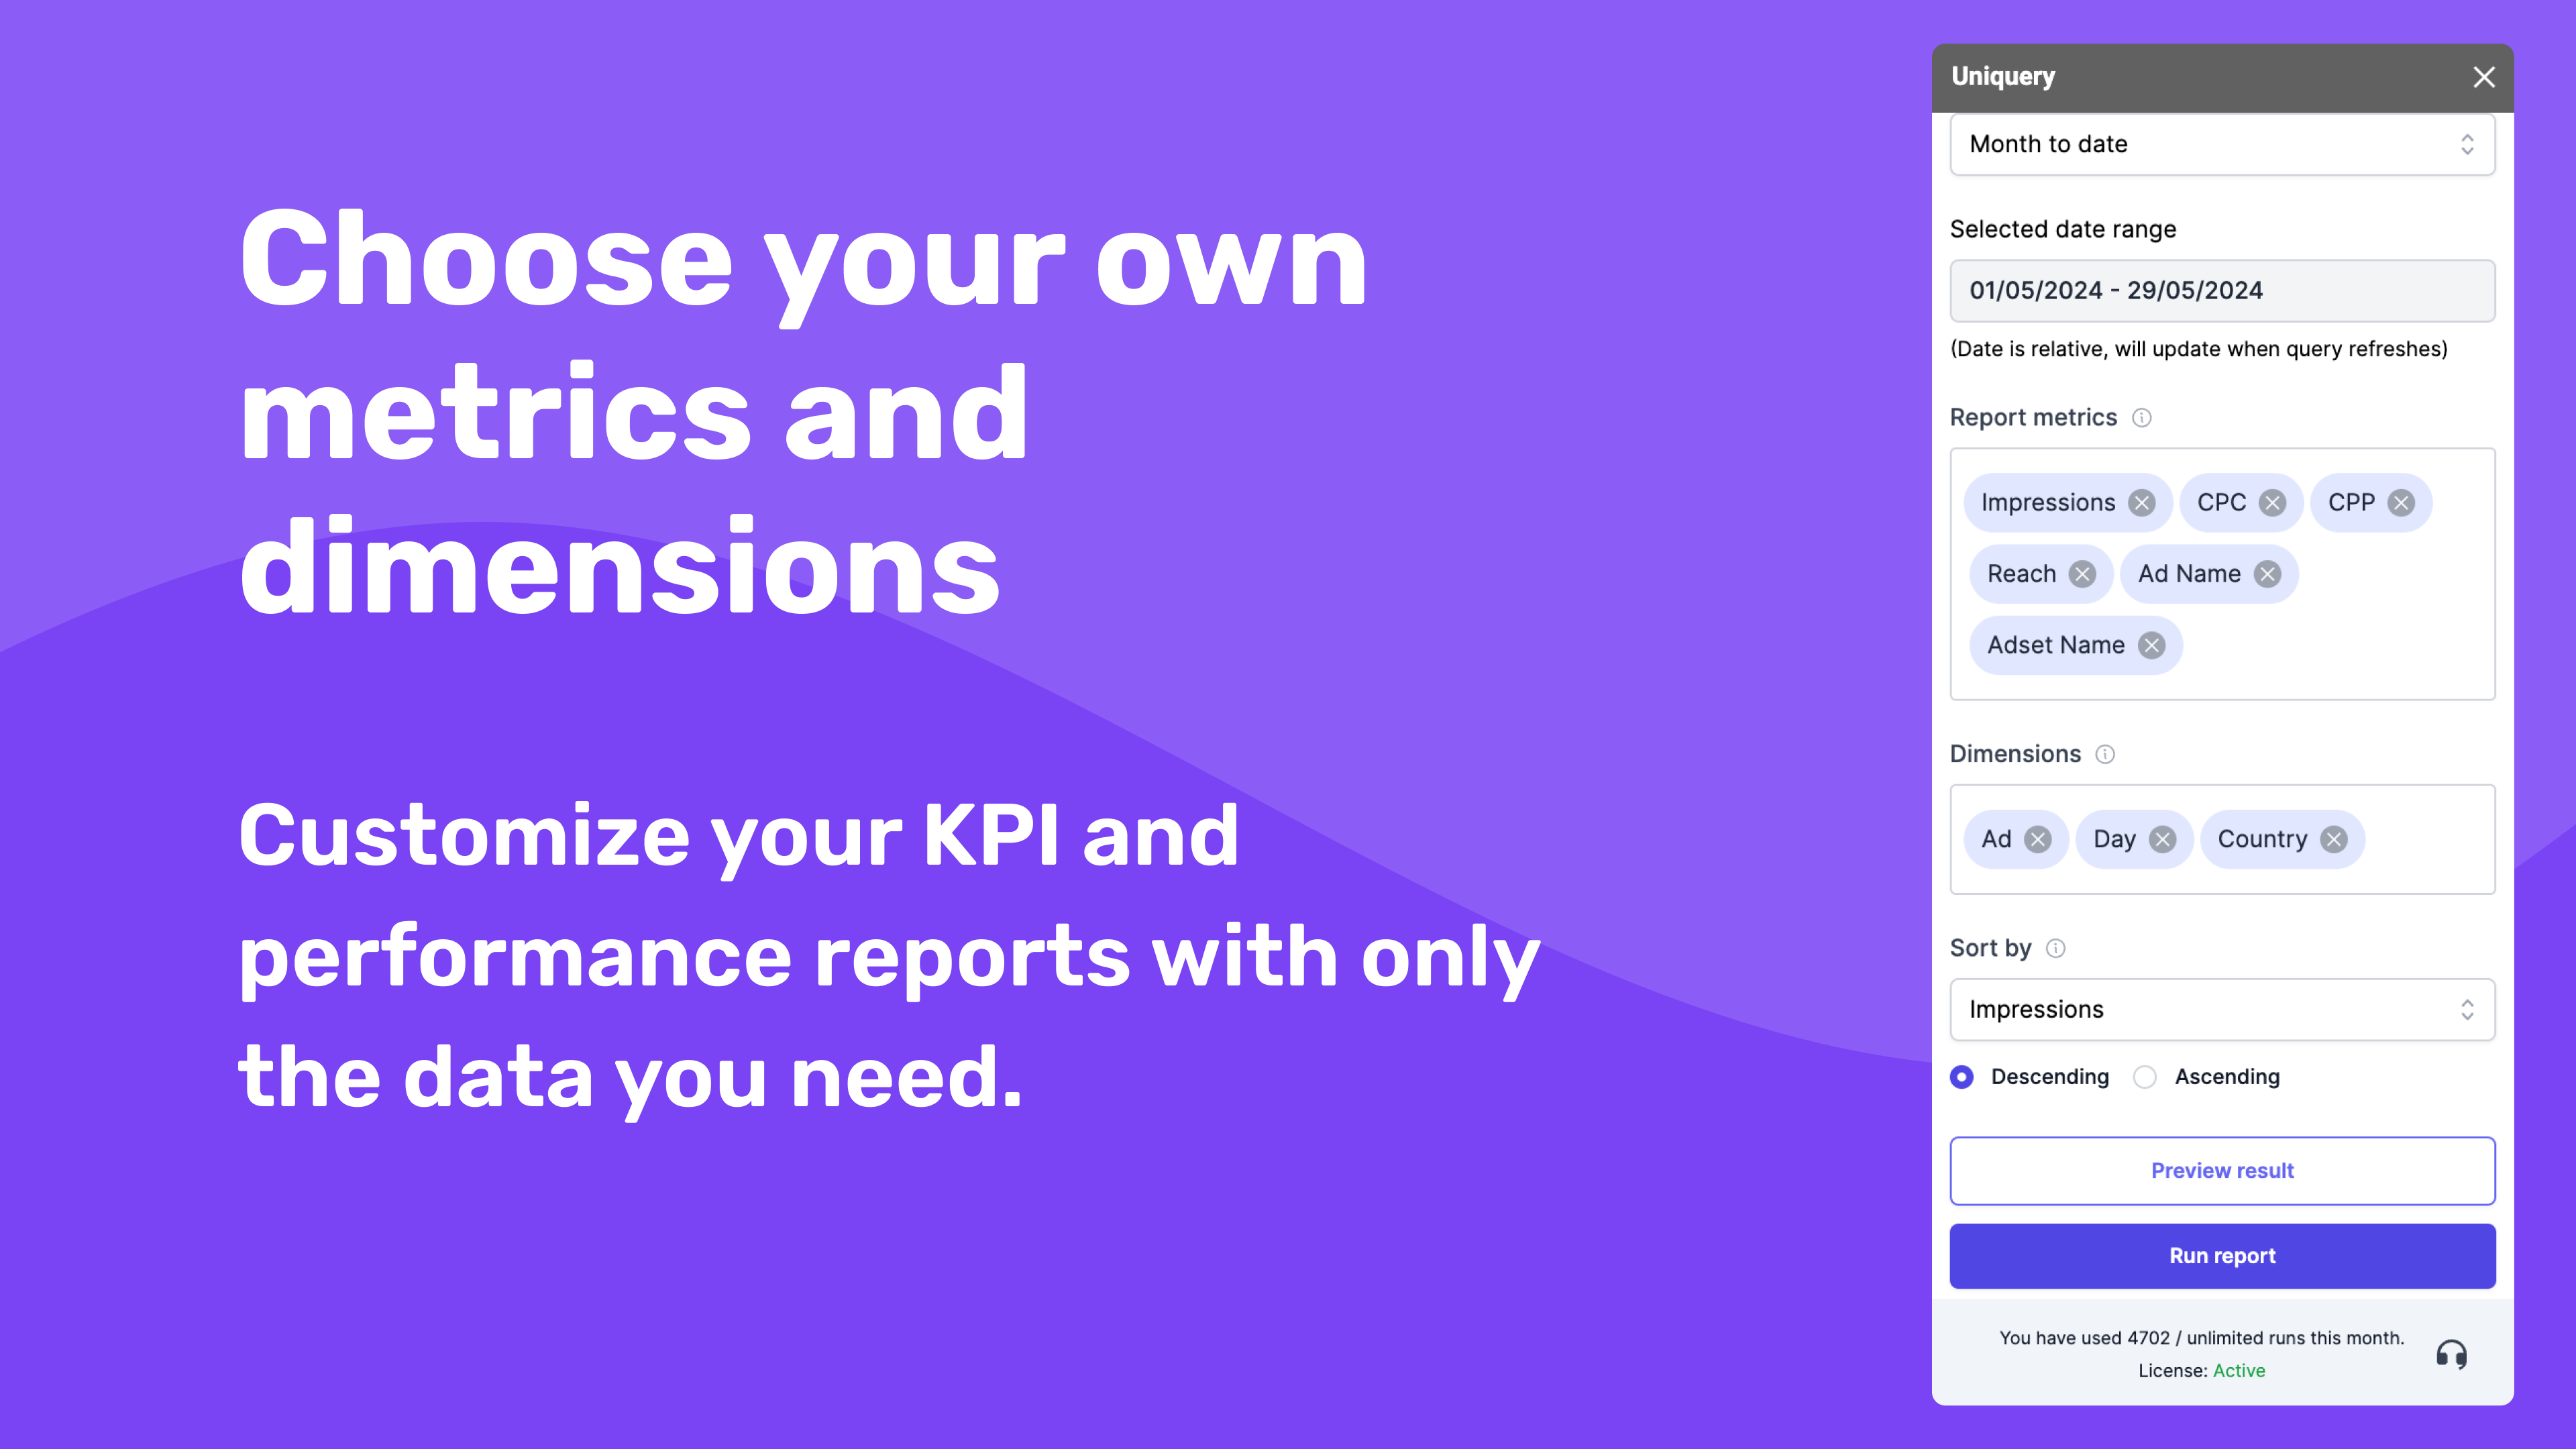 Choose your own
metrics and
dimensions
Customize your KPI and
performance reports with only
the data you need.
Uniquery
Month to date
Selected date range
01/05/2024 - 29/05/2024
(Date is relative, will update when query refreshes)
Report metrics
Impressions CPC CPP
Reach Ad Name
Adset Name
Dimensions
Ad Day Country
Sort by
Impressions
Descending Ascending
Preview result
Run report
You have used 4702 / unlimited runs this month.
License: Active